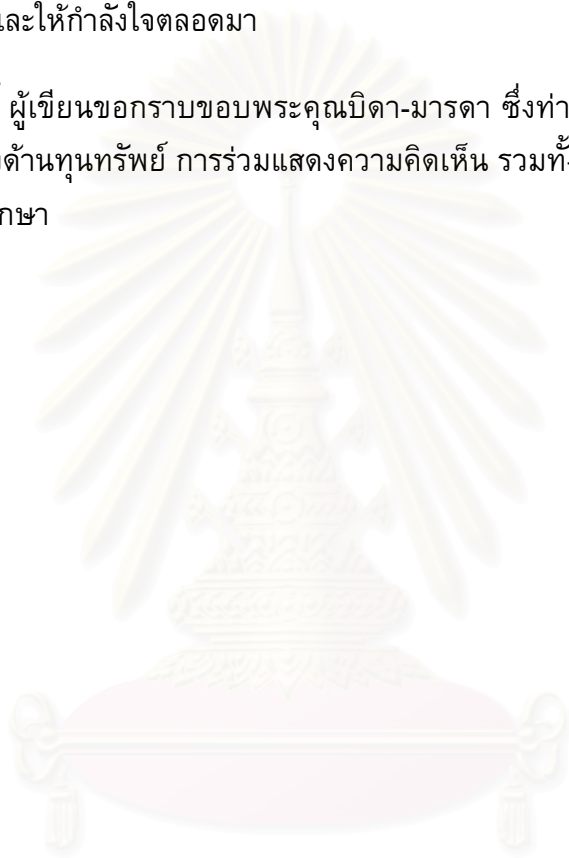 ละให้กำลังใจตลอดมา
ผู้เขียนขอกราบขอบพระคุณบิดา-มารดา ซึ่งท่า
ด้านทุนทรัพย์ การร่วมแสดงความคิดเห็น รวมทั้
กษา